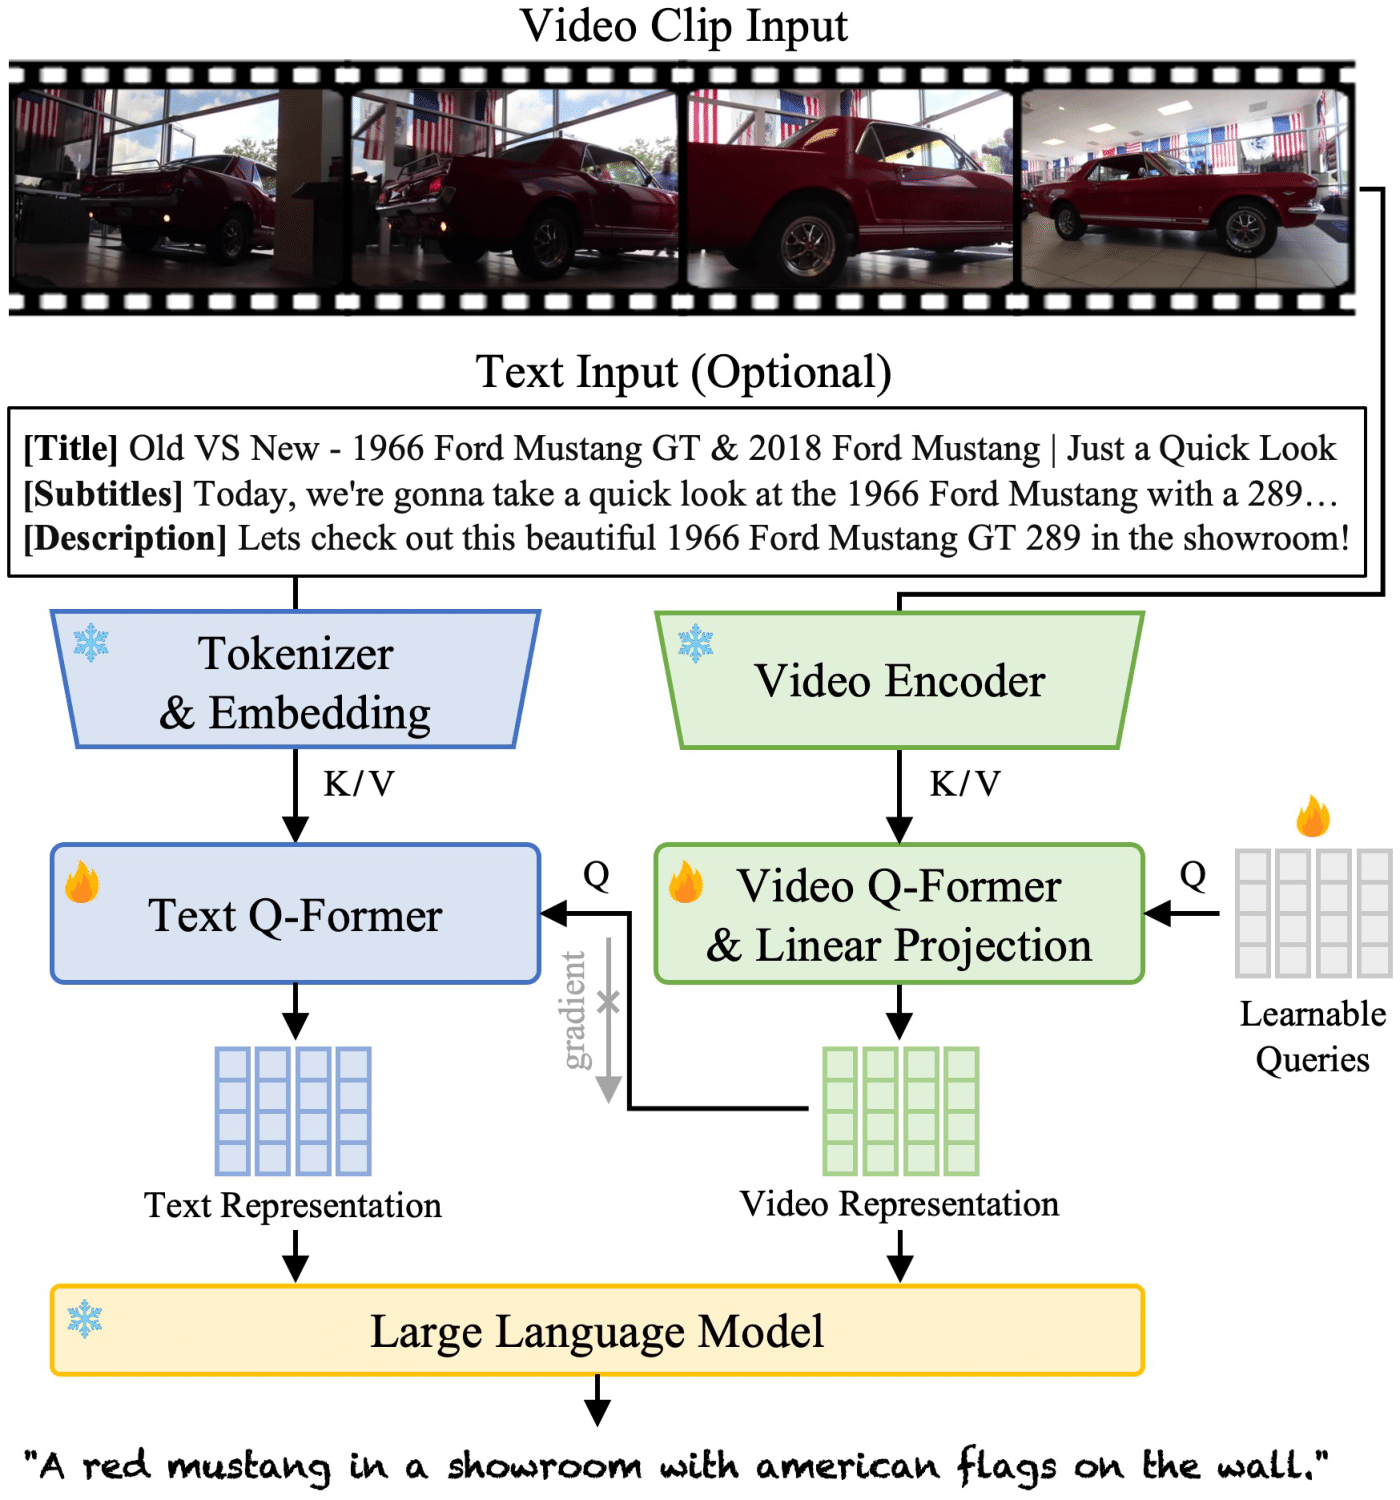 Video Clip Input
Text Input (Optional)
[Title] Old VS New - 1966 Ford Mustang GT & 2018 Ford Mustang | Just a Quick Look
[Subtitles] Today, we're gonna take a quick look at the 1966 Ford Mustang with a 289...
[Description] Lets check out this beautiful 1966 Ford Mustang GT 289 in the showroom!
Tokenizer
& Embedding
Video Encoder
K/V
K/V
Text Q-Former
Q
Video Q-Former
& Linear Projection
Q
gradient
Learnable
Queries
Text Representation
Video Representation
Large Language Model
"A red mustang in a showroom with american flags on the wall."